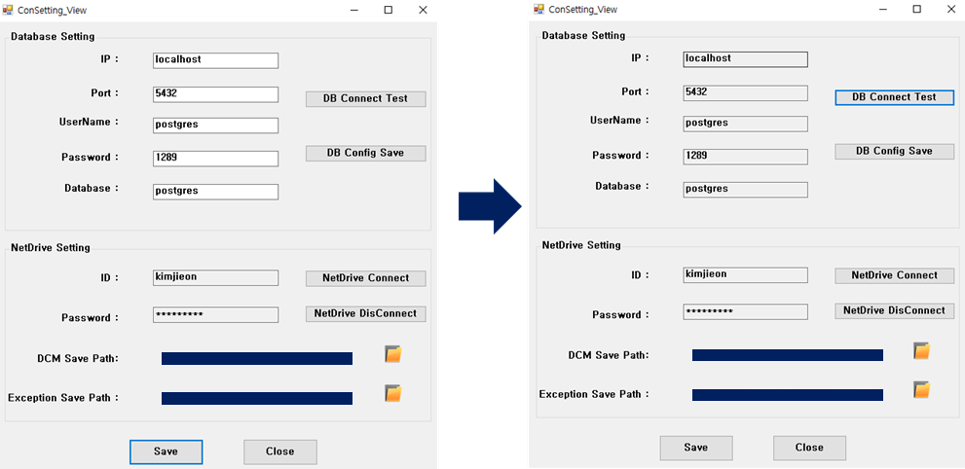 ConSetting_View
Database Setting
IP : localhost
Port : 5432
DB Connect Test
UserName : postgres
Password : 1289
DB Config Save
Database : postgres
NetDrive Setting
ID : kimjieon
NetDrive Connect
Password : *********
NetDrive DisConnect
DCM Save Path:
Exception Save Path :
Save Close
ConSetting_View
Database Setting
IP : localhost
Port : 5432
DB Connect Test
UserName : postgres
Password : 1289
DB Config Save
Database : postgres
NetDrive Setting
ID : kimjieon
NetDrive Connect
Password : *********
NetDrive DisConnect
DCM Save Path:
Exception Save Path :
Save Close